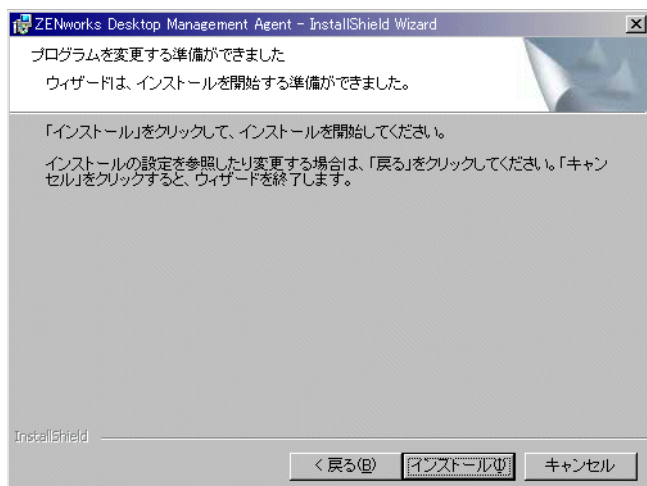 ZENworks Desktop Management Agent - InstallShield Wizard
プログラムを変更する準備ができました
ウィザードは、インストールを開始する準備ができました。
「インストール」をクリックして、インストールを開始してください。
インストールの設定を参照したり変更する場合は、「戻る」をクリックしてください。「キャン
セル」をクリックすると、ウィザードを終了します。
InstallShield
< 戻る(B) インストール(I) キャンセル